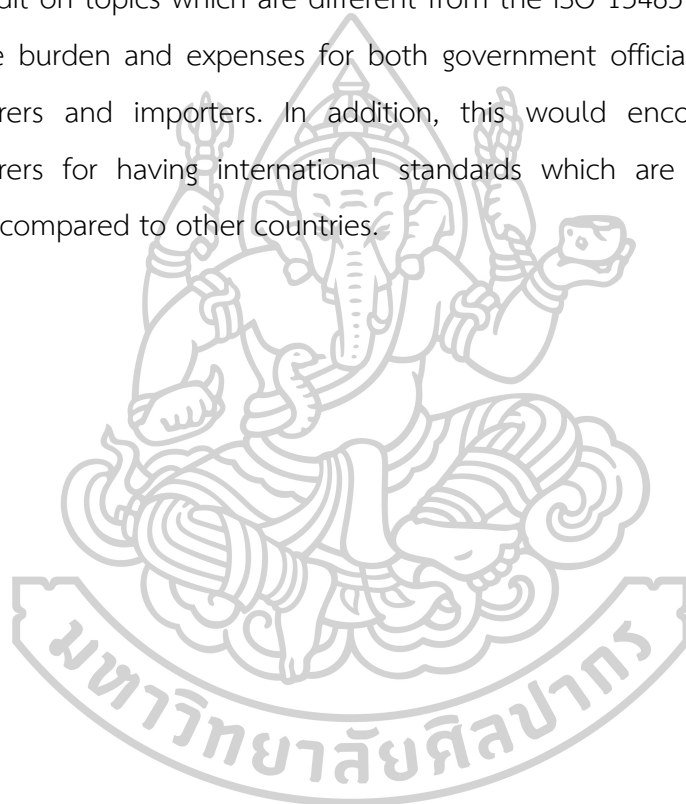 dit on topics which are different from the ISO 13485
e burden and expenses for both government officia
rers and importers. In addition, this would enco
rers for having international standards which are
compared to other countries.
มหาวิทยาลัยศิลปากร